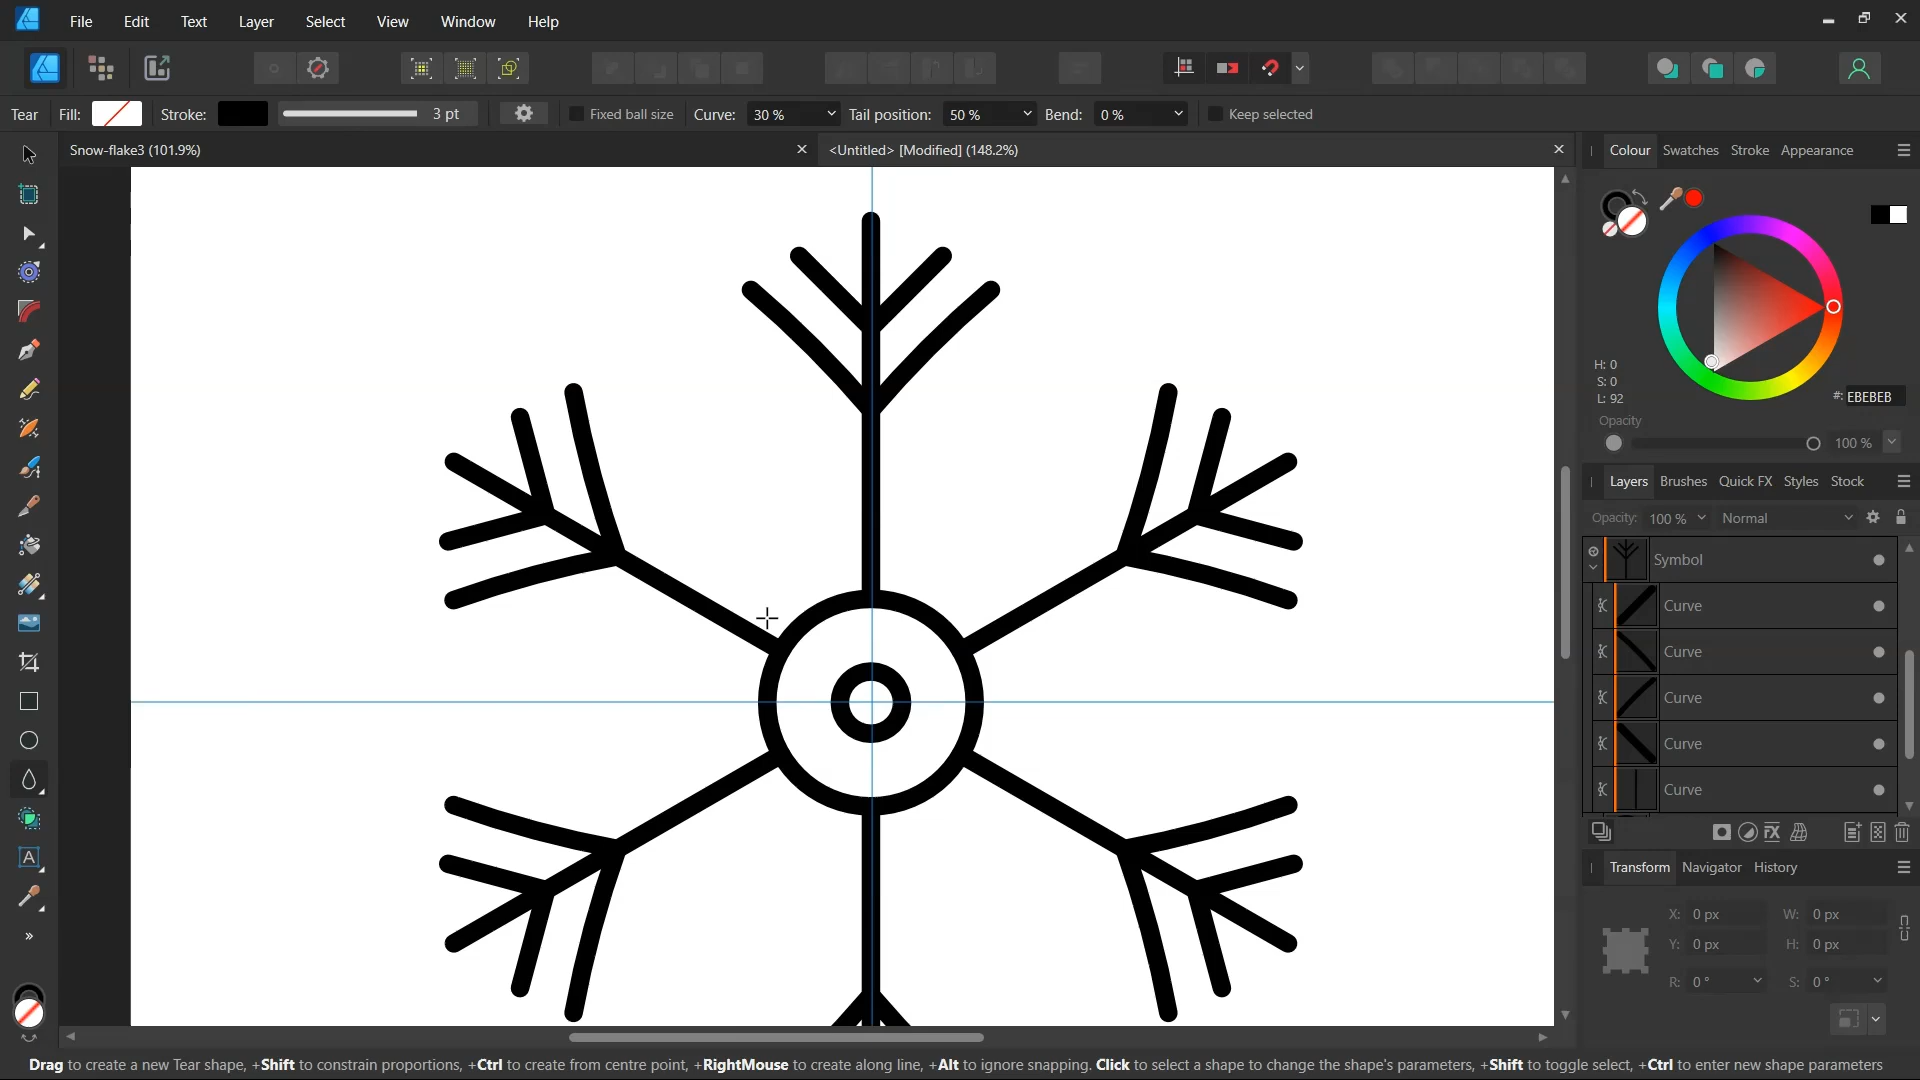 File Edit Text Layer Select View Window Help
Tear Fill: Stroke: 3 pt Fixed ball size Curve: 30 % Tail position: 50 % Bend: 0 % Keep selected
Snow-flake3 (101.9%) <Untitled> [Modified] (148.2%)
Colour Swatches Stroke Appearance
H: 0
S: 0
L: 92
#: EBEBEB
Opacity
100 %
Layers Brushes Quick FX Styles Stock
Opacity: 100 % Normal
Symbol
Curve
Curve
Curve
Curve
Curve
Transform Navigator History
X: 0 px W: 0 px
Y: 0 px H: 0 px
R: 0 ° S: 0 °
Drag to create a new Tear shape, +Shift to constrain proportions, +Ctrl to create from centre point, +RightMouse to create along line, +Alt to ignore snapping. Click to select a shape to change the shape's parameters, +Shift to toggle select, +Ctrl to enter new shape parameters